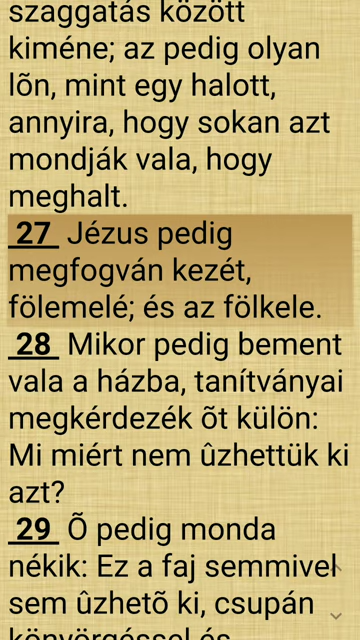 szaggatás között
kiméne; az pedig olyan
lõn, mint egy halott,
annyira, hogy sokan azt
mondják vala, hogy
meghalt.
27 Jézus pedig
megfogván kezét,
fölemelé; és az fölkele.
28 Mikor pedig bement
vala a házba, tanítványai
megkérdezék õt külön:
Mi miért nem ûzhettük ki
azt?
29 Õ pedig monda
nékik: Ez a faj semmivel
sem ûzhetõ ki, csupán
könyörgéssel és